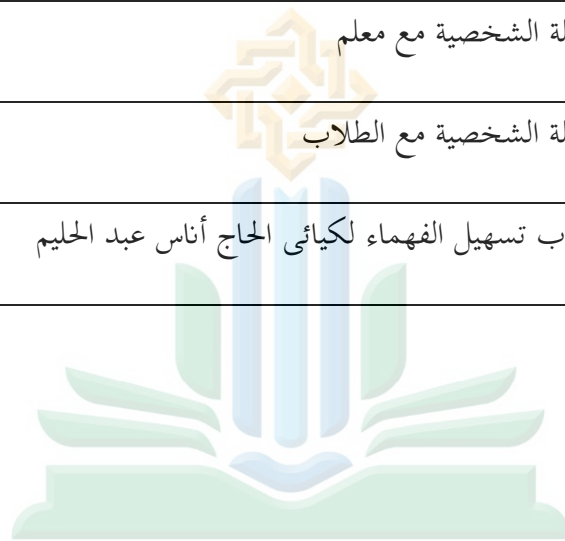 لة الشخصية مع معلم
لة الشخصية مع الطلاب
ب تسهيل الفهماء لكيائى الحاج أناس عبد الحليم